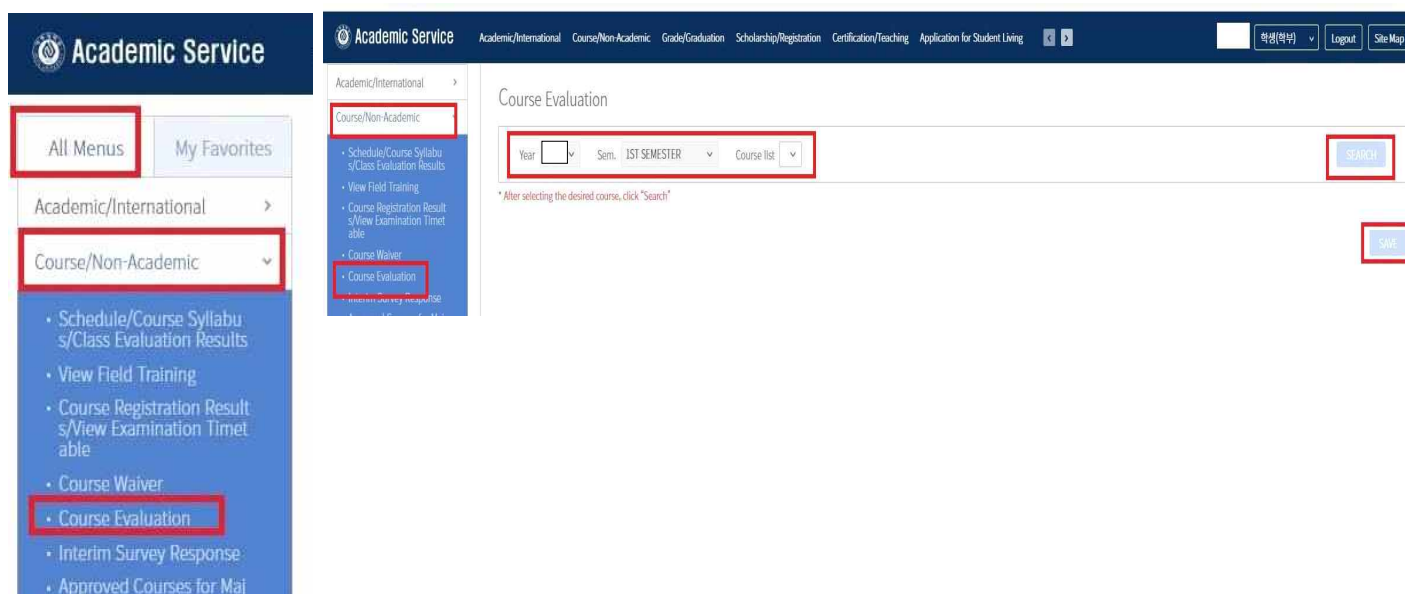 Academic Service
All Menus
My Favorites
Academic/International
Course/Non-Academic
• Schedule/Course Syllabu
s/Class Evaluation Results
• View Field Training
• Course Registration Result
s/View Examination Timet
able
• Course Waiver
• Course Evaluation
• Interim Survey Response
• Approved Courses for Maj
Academic Service
Academic/International Course/Non-Academic Grade/Graduation Scholarship/Registration Certification/Teaching Application for Student Living
학생(학부)
Logout
Site Map
Academic/International
Course/Non-Academic
• Schedule/Course Syllabu
s/Class Evaluation Results
• View Field Training
• Course Registration Result
s/View Examination Timet
able
• Course Waiver
• Course Evaluation
• Interim Survey Response
Course Evaluation
Year Sem. 1ST SEMESTER Course list
SEARCH
* After selecting the desired course, click "Search"
SAVE